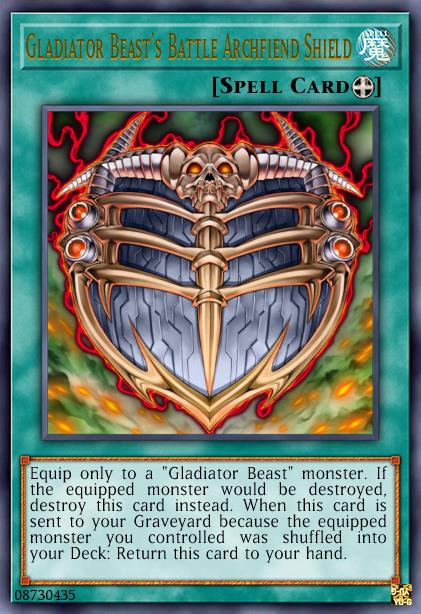 Gladiator Beast's Battle Archfiend Shield
SPELL
魔
[Spell Card]
Equip only to a "Gladiator Beast" monster. If
the equipped monster would be destroyed,
destroy this card instead. When this card is
sent to your Graveyard because the equipped
monster you controlled was shuffled into
your Deck: Return this card to your hand.
08730435